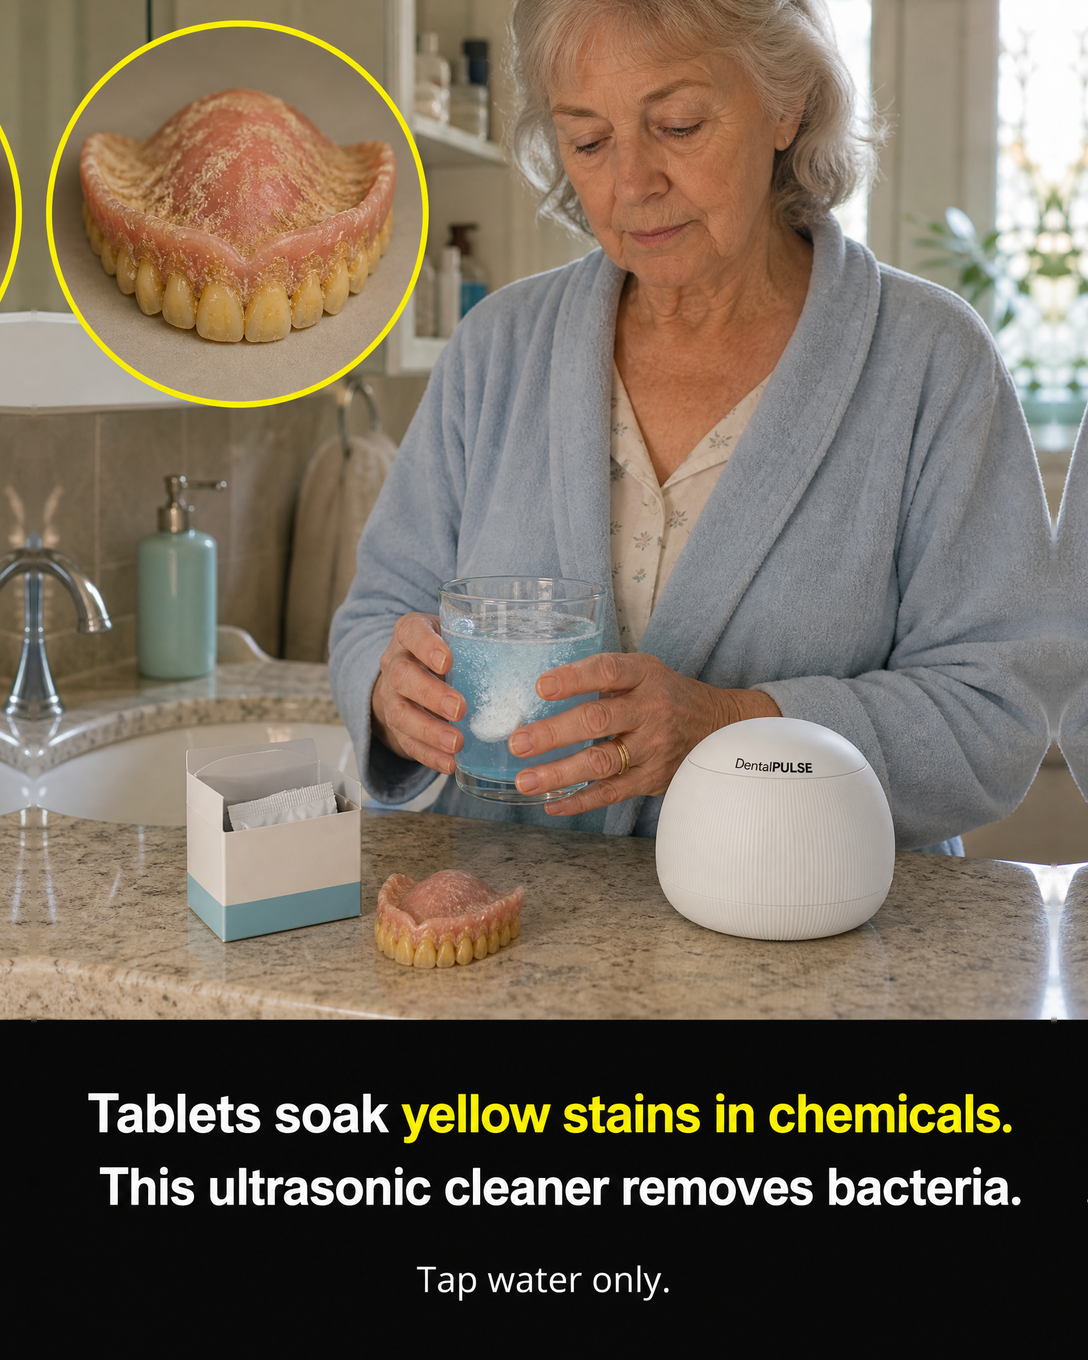 DentalPULSE
Tablets soak yellow stains in chemicals.
This ultrasonic cleaner removes bacteria.
Tap water only.